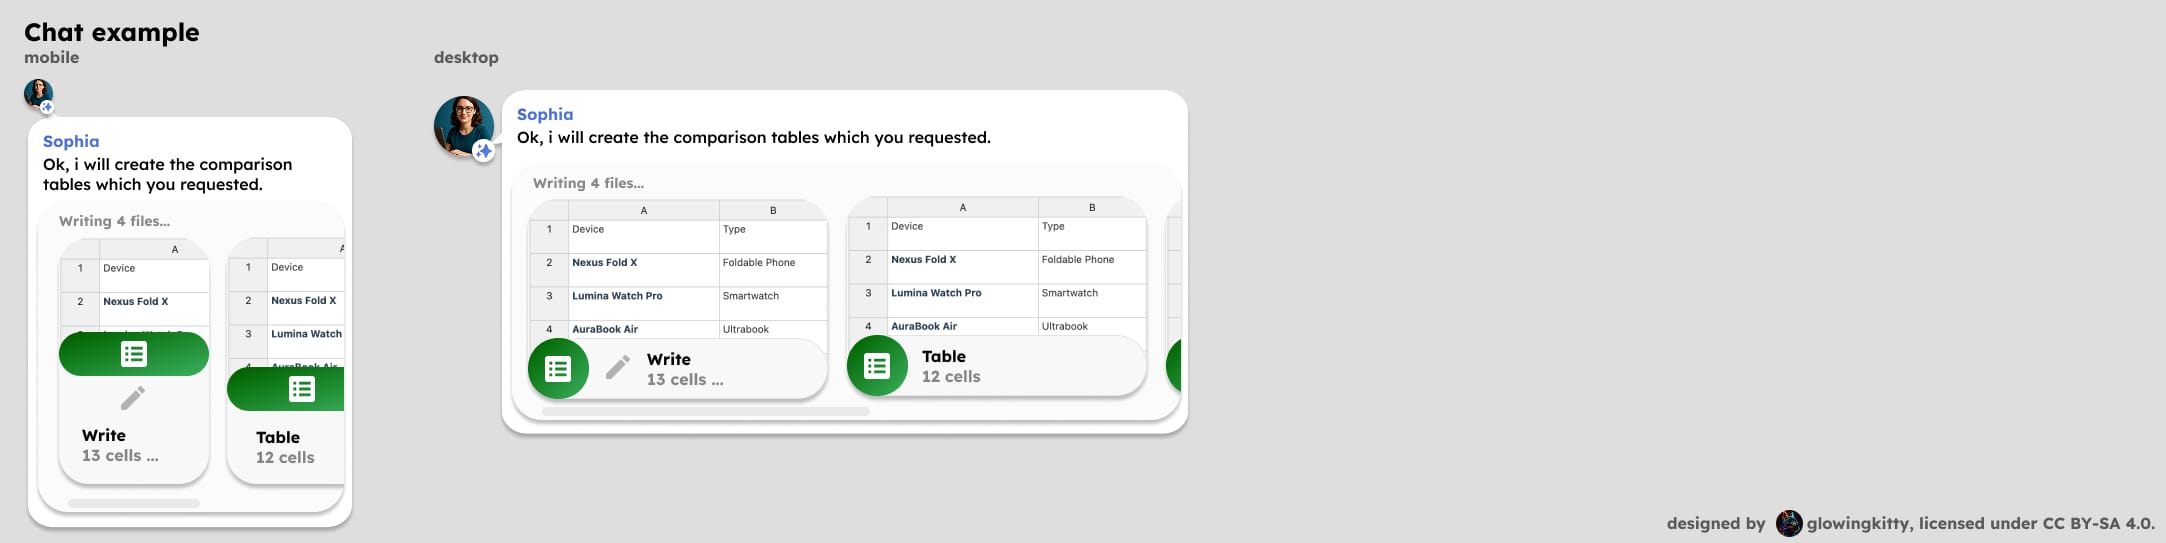 Chat example
mobile
Sophia
Ok, i will create the comparison
tables which you requested.
Writing 4 files...
A
1 Device
2 Nexus Fold X
Write
13 cells ...
A
1 Device
2 Nexus Fold X
3 Lumina Watch
4 AuraBook Air
Table
12 cells
desktop
Sophia
Ok, i will create the comparison tables which you requested.
Writing 4 files...
A B
1 Device Type
2 Nexus Fold X Foldable Phone
3 Lumina Watch Pro Smartwatch
4 AuraBook Air Ultrabook
Write
13 cells ...
A B
1 Device Type
2 Nexus Fold X Foldable Phone
3 Lumina Watch Pro Smartwatch
4 AuraBook Air Ultrabook
Table
12 cells
designed by glowingkitty, licensed under CC BY-SA 4.0.